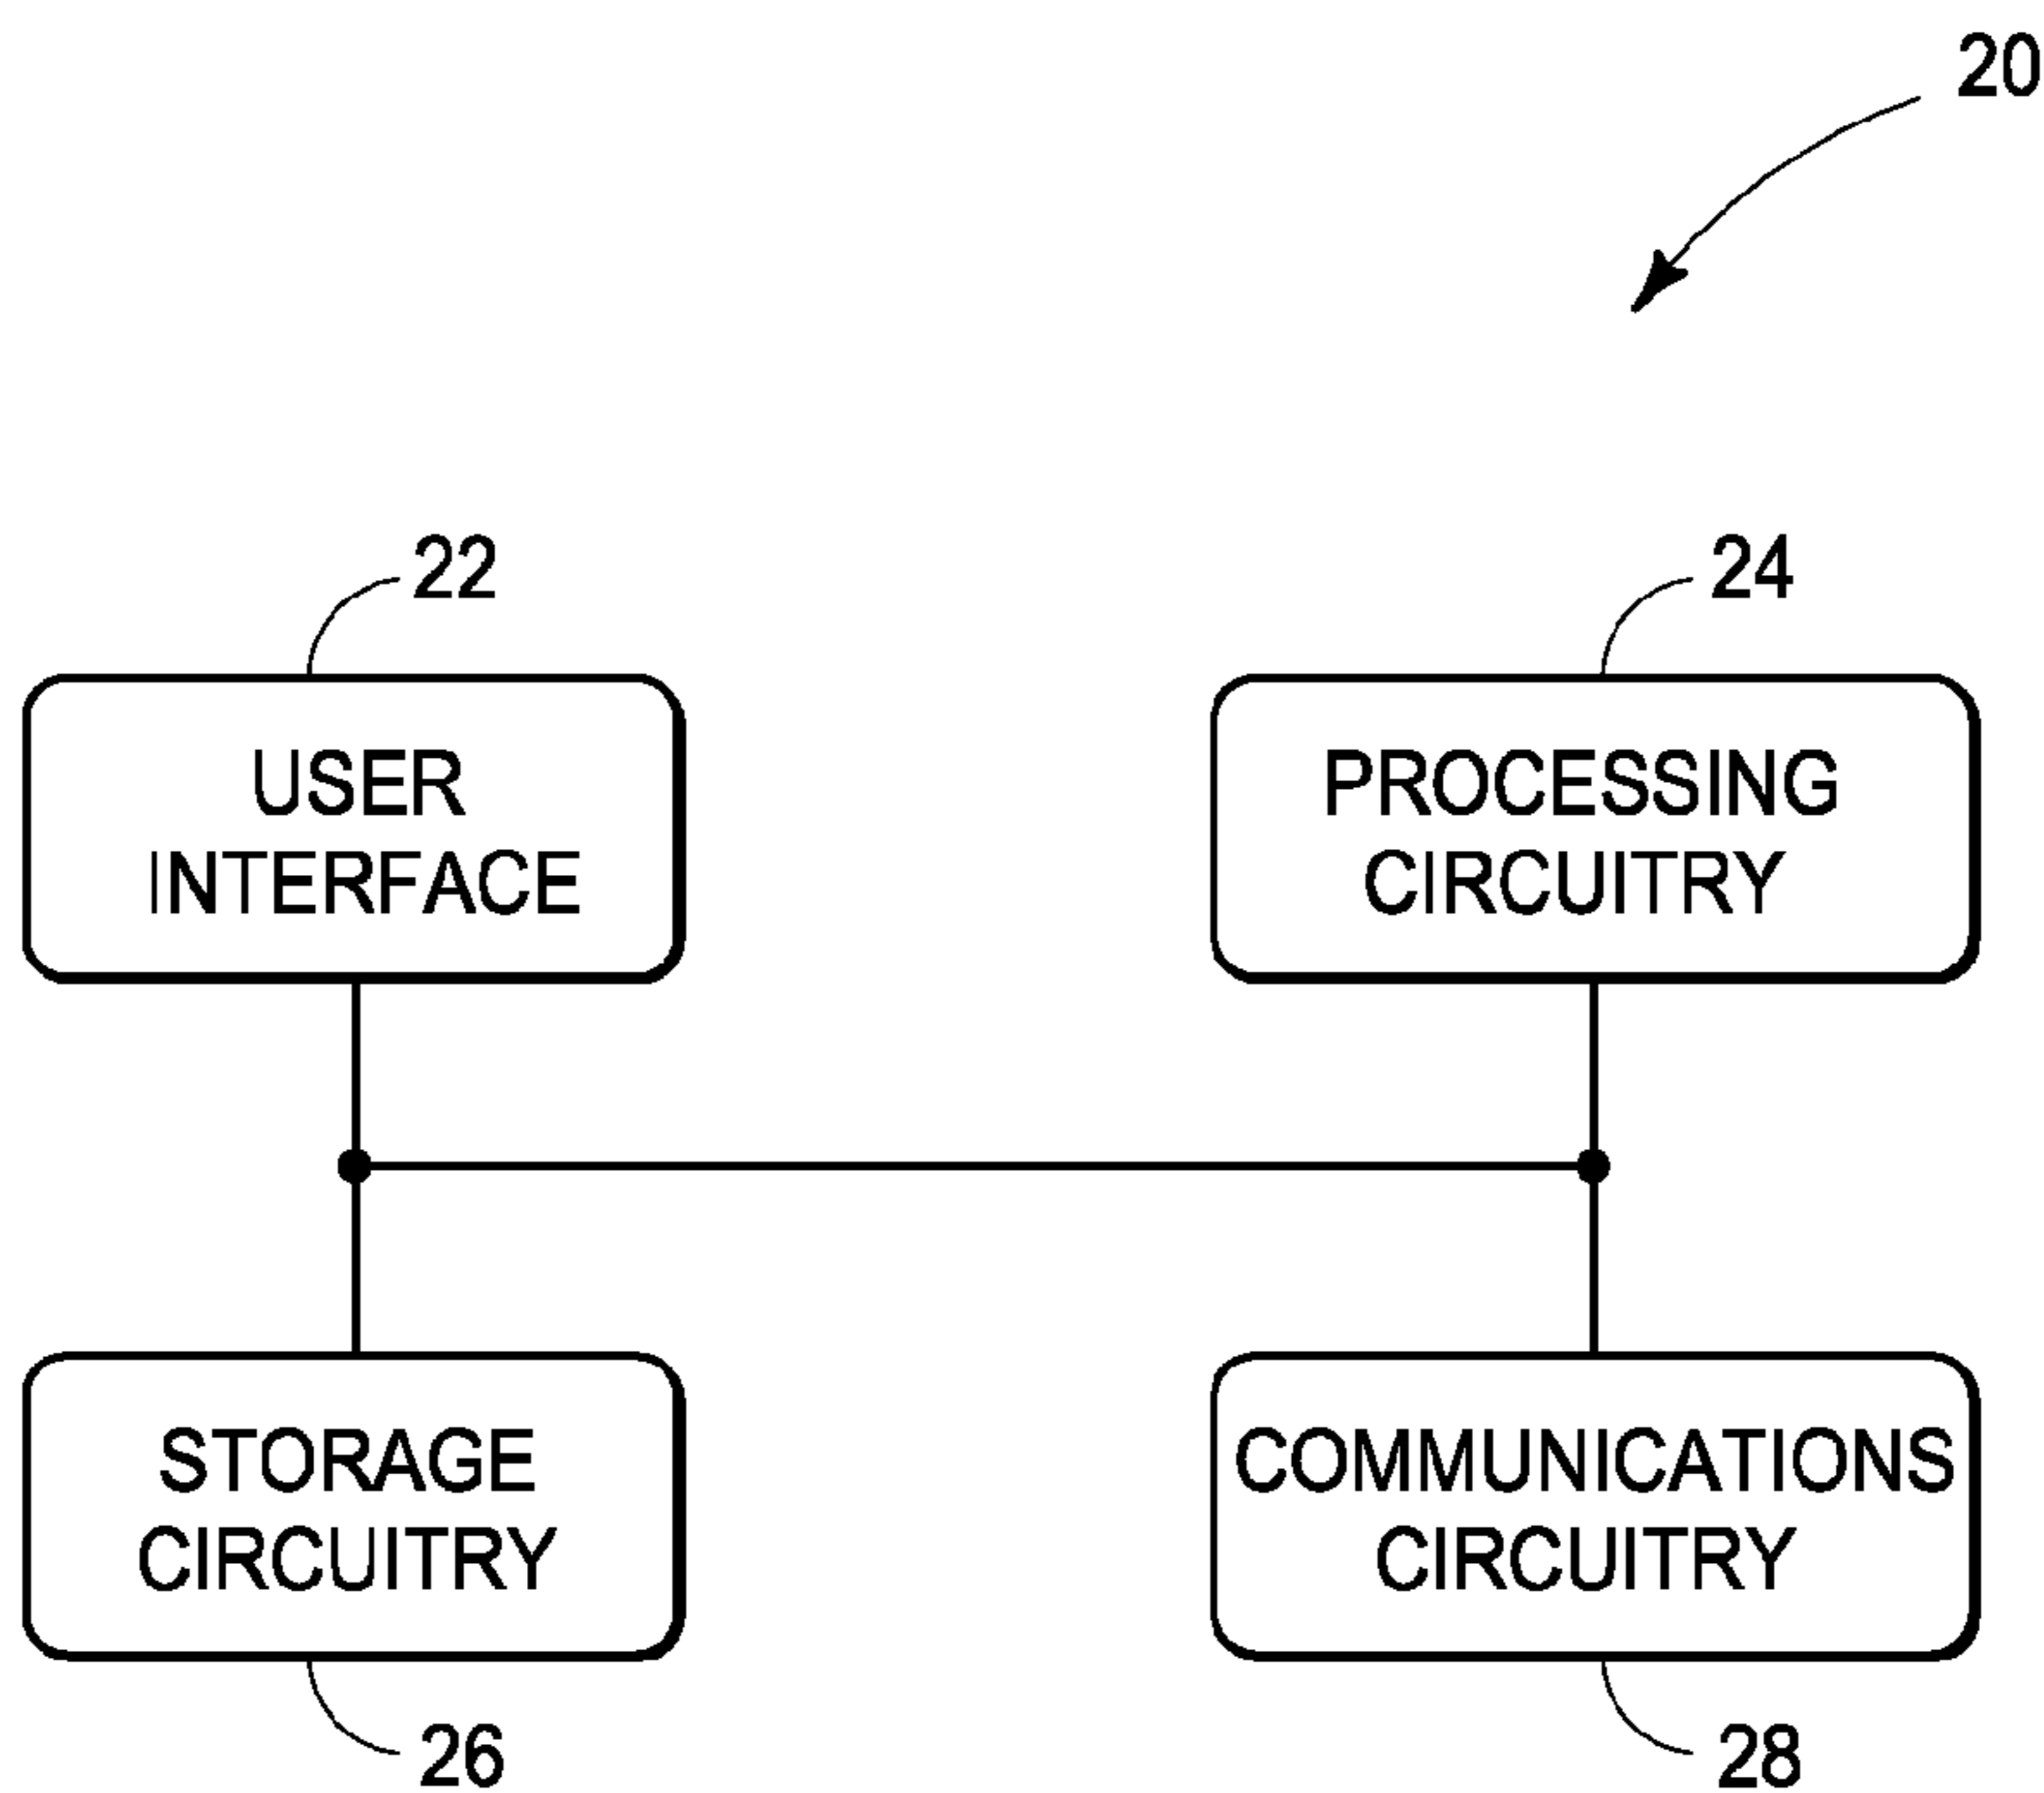 20
22
24
USER
INTERFACE
PROCESSING
CIRCUITRY
STORAGE
CIRCUITRY
COMMUNICATIONS
CIRCUITRY
26
28